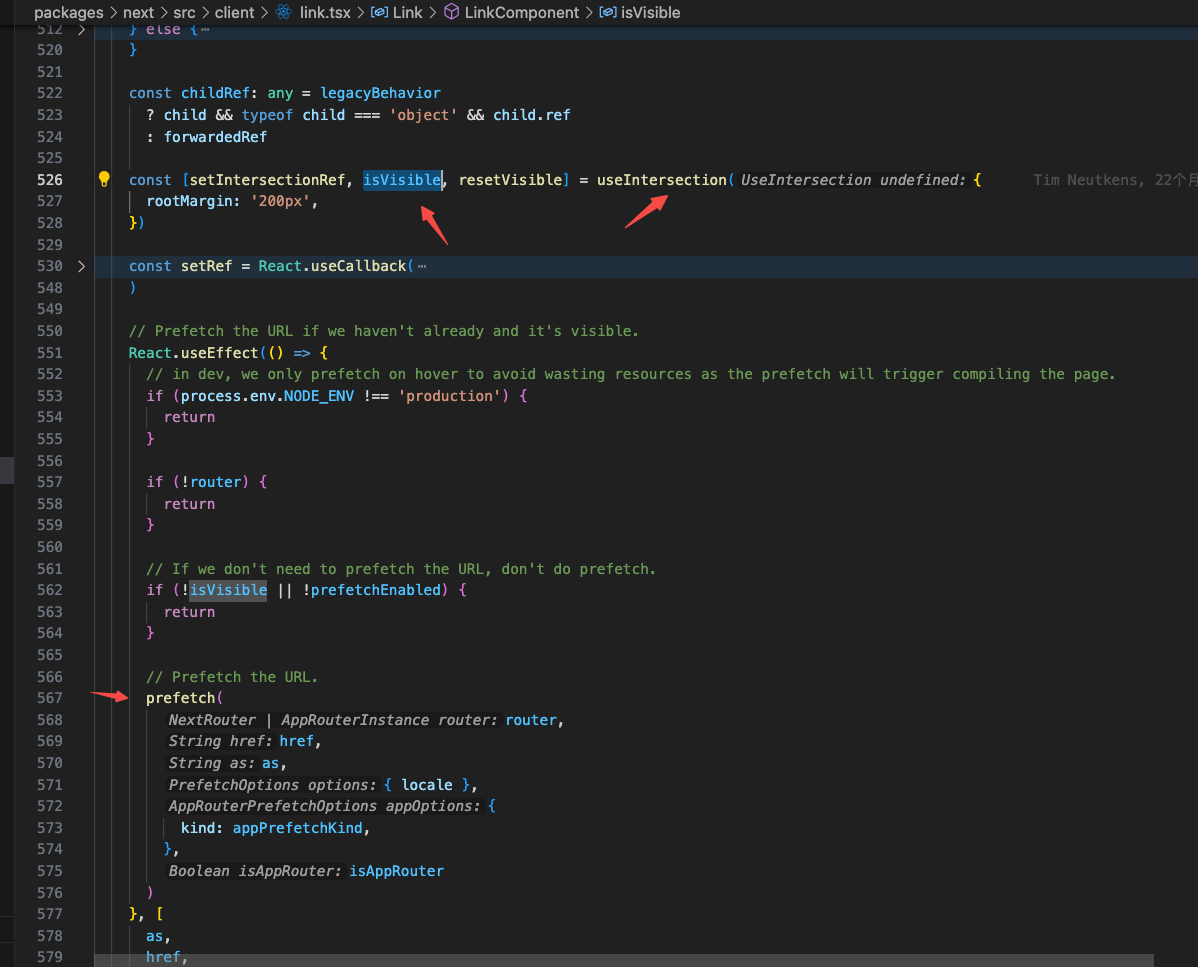 packages > next > src > client > link.tsx > Link > LinkComponent > isVisible
512 > } else {⋯
520 }
521
522 const childRef: any = legacyBehavior
523 ? child && typeof child === 'object' && child.ref
524 : forwardedRef
525
526 const [setIntersectionRef, isVisible, resetVisible] = useIntersection( UseIntersection undefined: { Tim Neutkens, 22个月
527 rootMargin: '200px',
528 })
529
530 > const setRef = React.useCallback( ⋯
548 )
549
550 // Prefetch the URL if we haven't already and it's visible.
551 React.useEffect(() => {
552 // in dev, we only prefetch on hover to avoid wasting resources as the prefetch will trigger compiling the page.
553 if (process.env.NODE_ENV !== 'production') {
554 return
555 }
556
557 if (!router) {
558 return
559 }
560
561 // If we don't need to prefetch the URL, don't do prefetch.
562 if (!isVisible || !prefetchEnabled) {
563 return
564 }
565
566 // Prefetch the URL.
567 prefetch(
568 NextRouter | AppRouterInstance router: router,
569 String href: href,
570 String as: as,
571 PrefetchOptions options: { locale },
572 AppRouterPrefetchOptions appOptions: {
573 kind: appPrefetchKind,
574 },
575 Boolean isAppRouter: isAppRouter
576 )
577 }, [
578 as,
579 href,